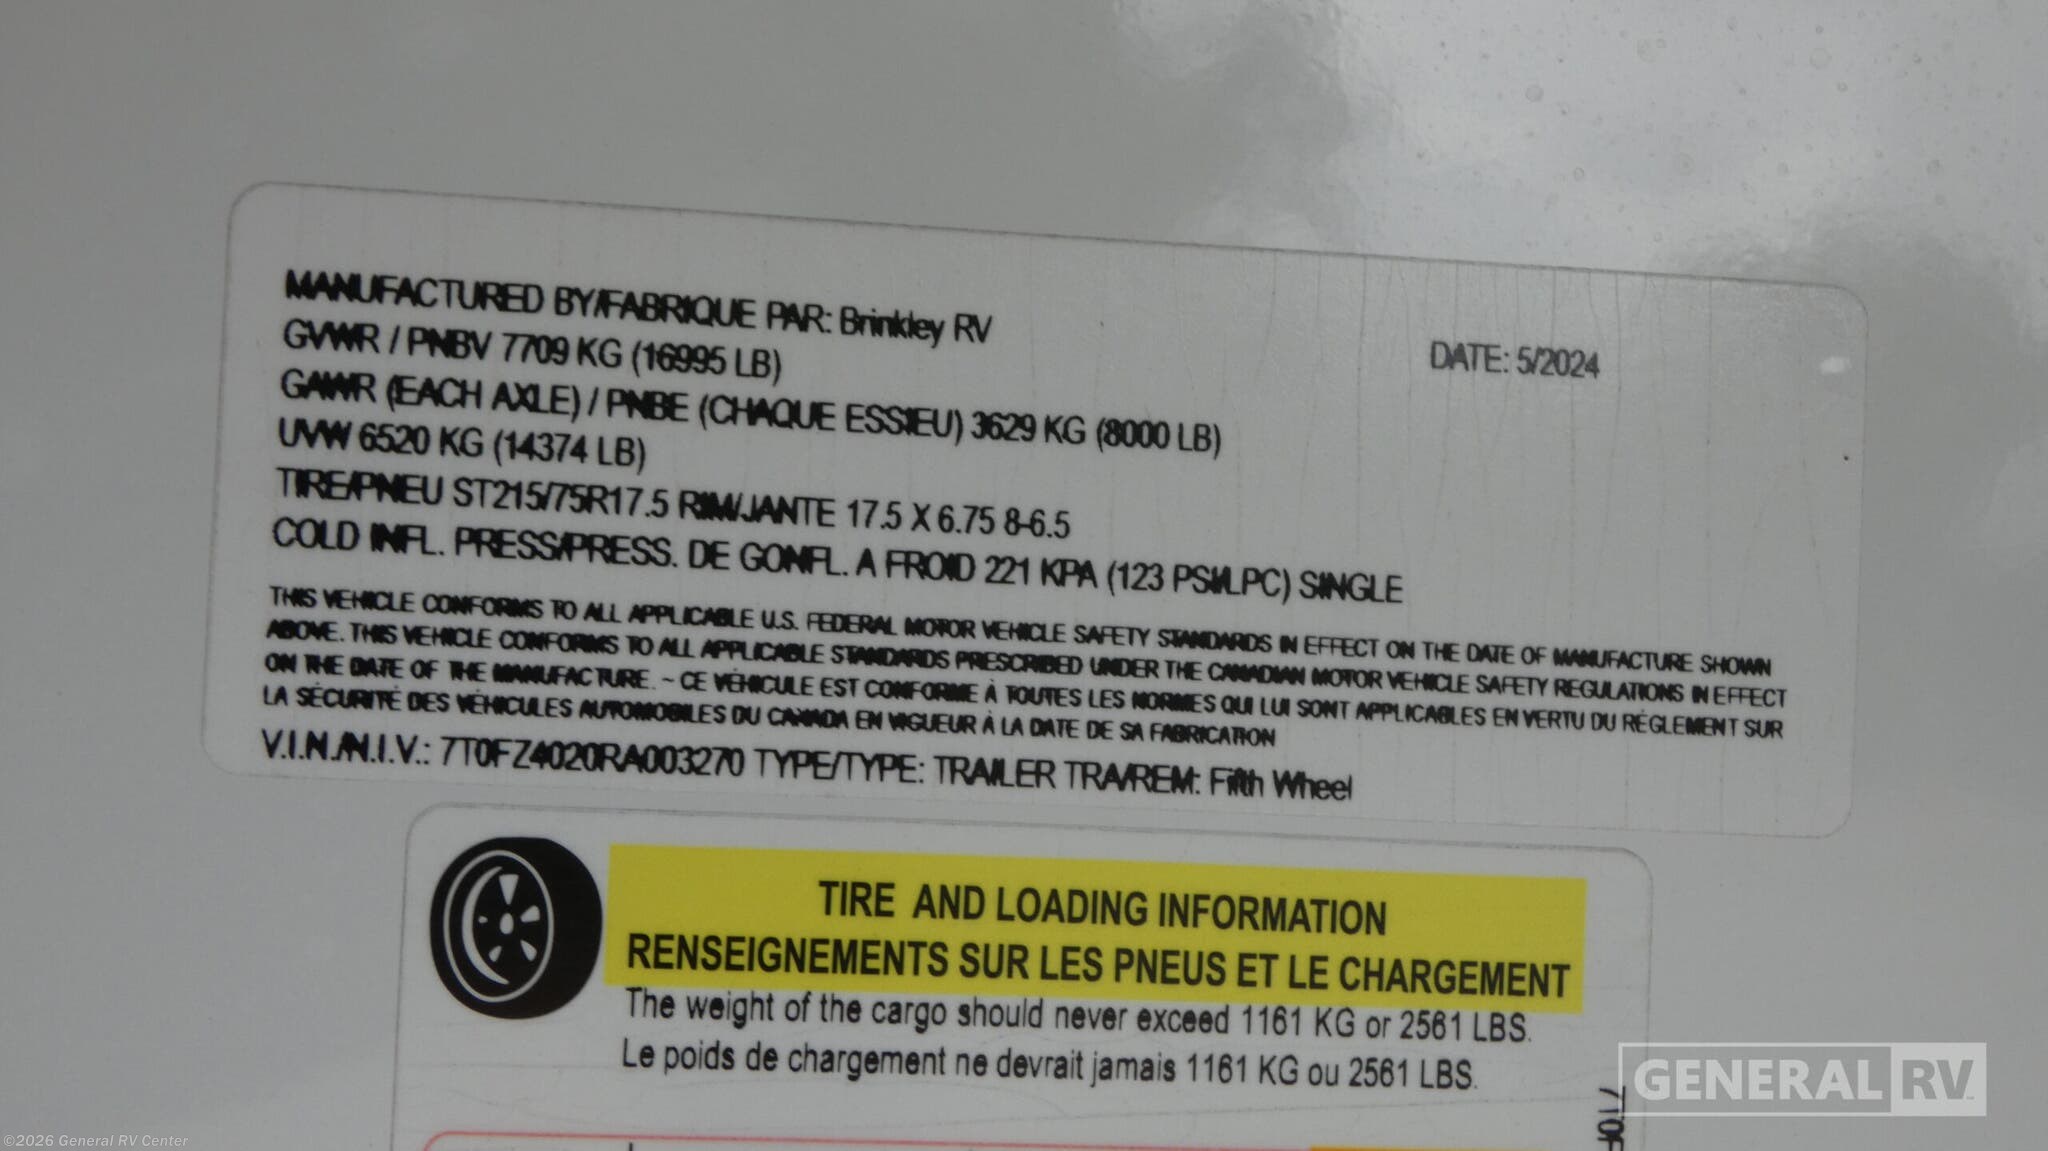 MANUFACTURED BY/FABRIQUE PAR: Brinkley RV
DATE: 5/2024
GVWR / PNBV 7709 KG (16995 LB)
GAWR (EACH AXLE) / PNBE (CHAQUE ESSIEU) 3629 KG (8000 LB)
UVW 6520 KG (14374 LB)
TIRE/PNEU ST215/75R17.5 RIM/JANTE 17.5 X 6.75 8-6.5
COLD INFL. PRESS/PRESS. DE GONFL. A FROID 221 KPA (123 PSI/LPC) SINGLE
THIS VEHICLE CONFORMS TO ALL APPLICABLE U.S. FEDERAL MOTOR VEHICLE SAFETY STANDARDS IN EFFECT ON THE DATE OF MANUFACTURE SHOWN
ABOVE. THIS VEHICLE CONFORMS TO ALL APPLICABLE STANDARDS PRESCRIBED UNDER THE CANADIAN MOTOR VEHICLE SAFETY REGULATIONS IN EFFECT
ON THE DATE OF THE MANUFACTURE. ~ CE VÉHICULE EST CONFORME À TOUTES LES NORMES QUI LUI SONT APPLICABLES EN VERTU DU RÉGLEMENT SUR
LA SÉCURITÉ DES VÉHICULES AUTOMOBILES DU CANADA EN VIGUEUR À LA DATE DE SA FABRICATION
V.I.N./N.I.V.: 7T0FZ4020RA003270 TYPE/TYPE: TRAILER TRA/REM: Fifth Wheel
TIRE AND LOADING INFORMATION
RENSEIGNEMENTS SUR LES PNEUS ET LE CHARGEMENT
The weight of the cargo should never exceed 1161 KG or 2561 LBS.
Le poids de chargement ne devrait jamais 1161 KG ou 2561 LBS.
7T0F
GENERAL RV
©2026 General RV Center